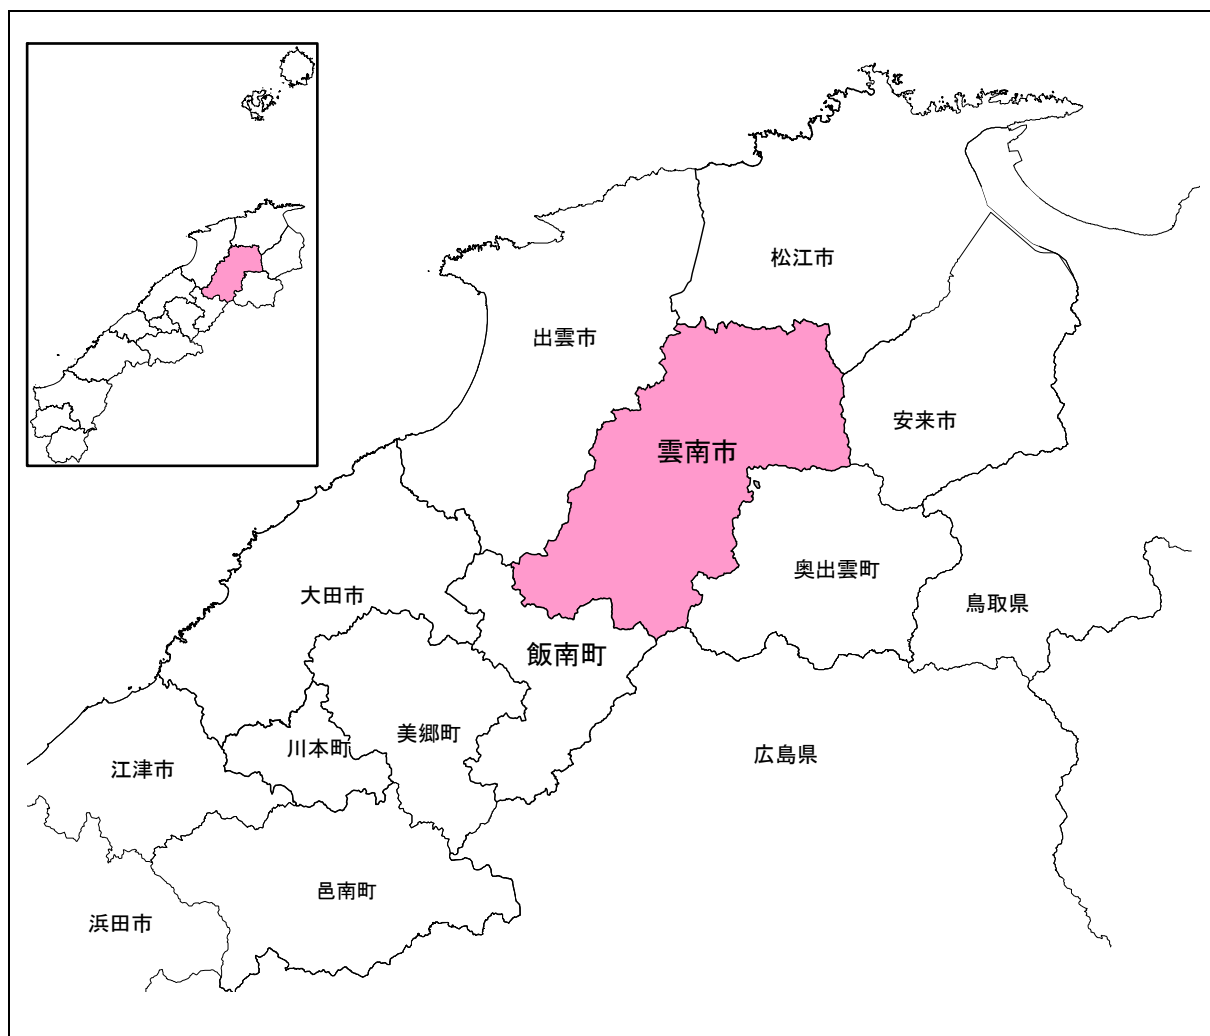 松江市
出雲市
安来市
雲南市
奥出雲町
大田市
鳥取県
飯南町
美郷町
川本町
広島県
江津市
邑南町
浜田市